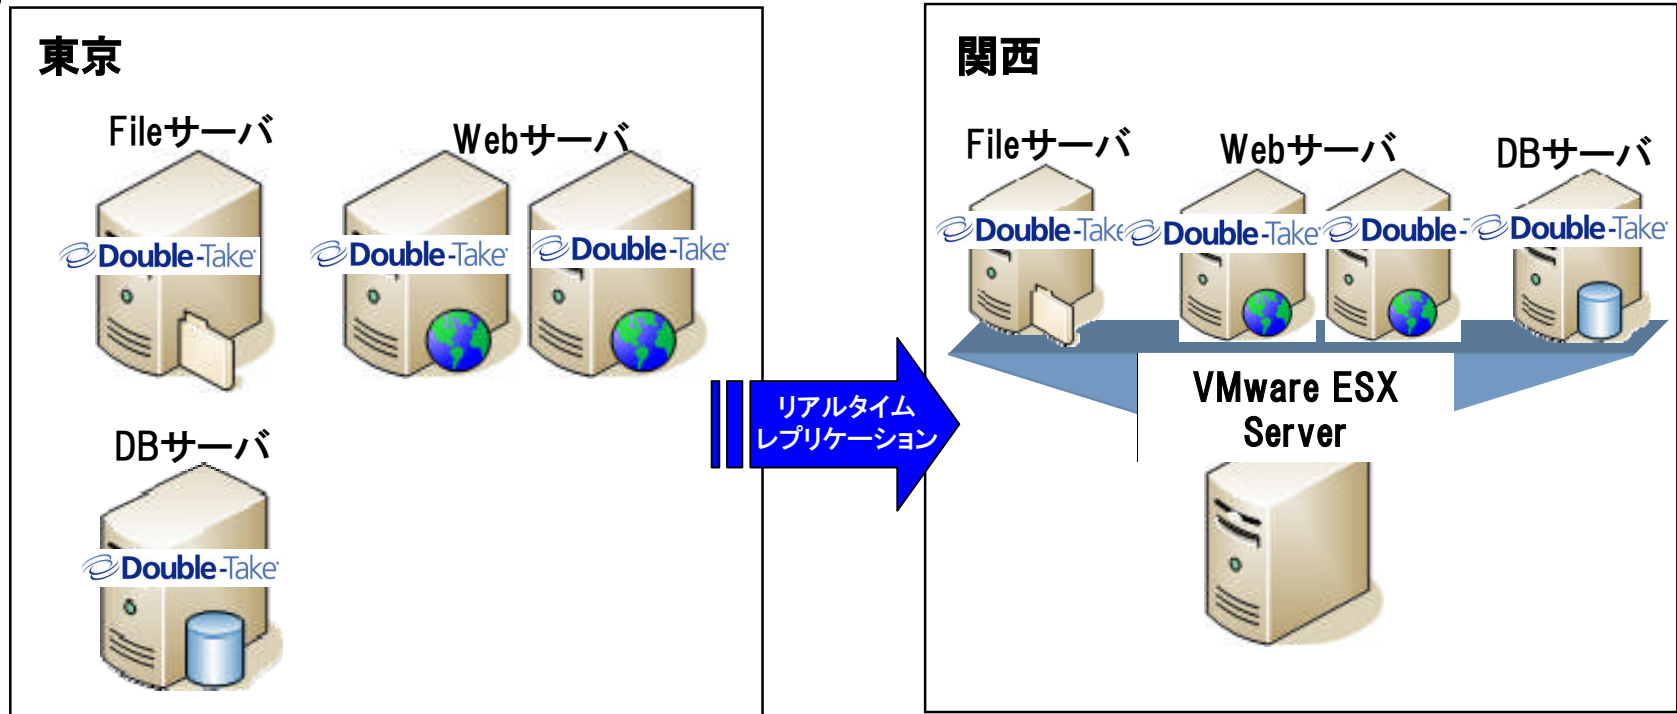 東京
Fileサーバ
Webサーバ
Double-Take
Double-Take
Double-Take
DBサーバ
Double-Take
リアルタイム
レプリケーション
関西
Fileサーバ
Webサーバ
DBサーバ
Double-Take
Double-Take
Double-
Double-Take
VMware ESX
Server